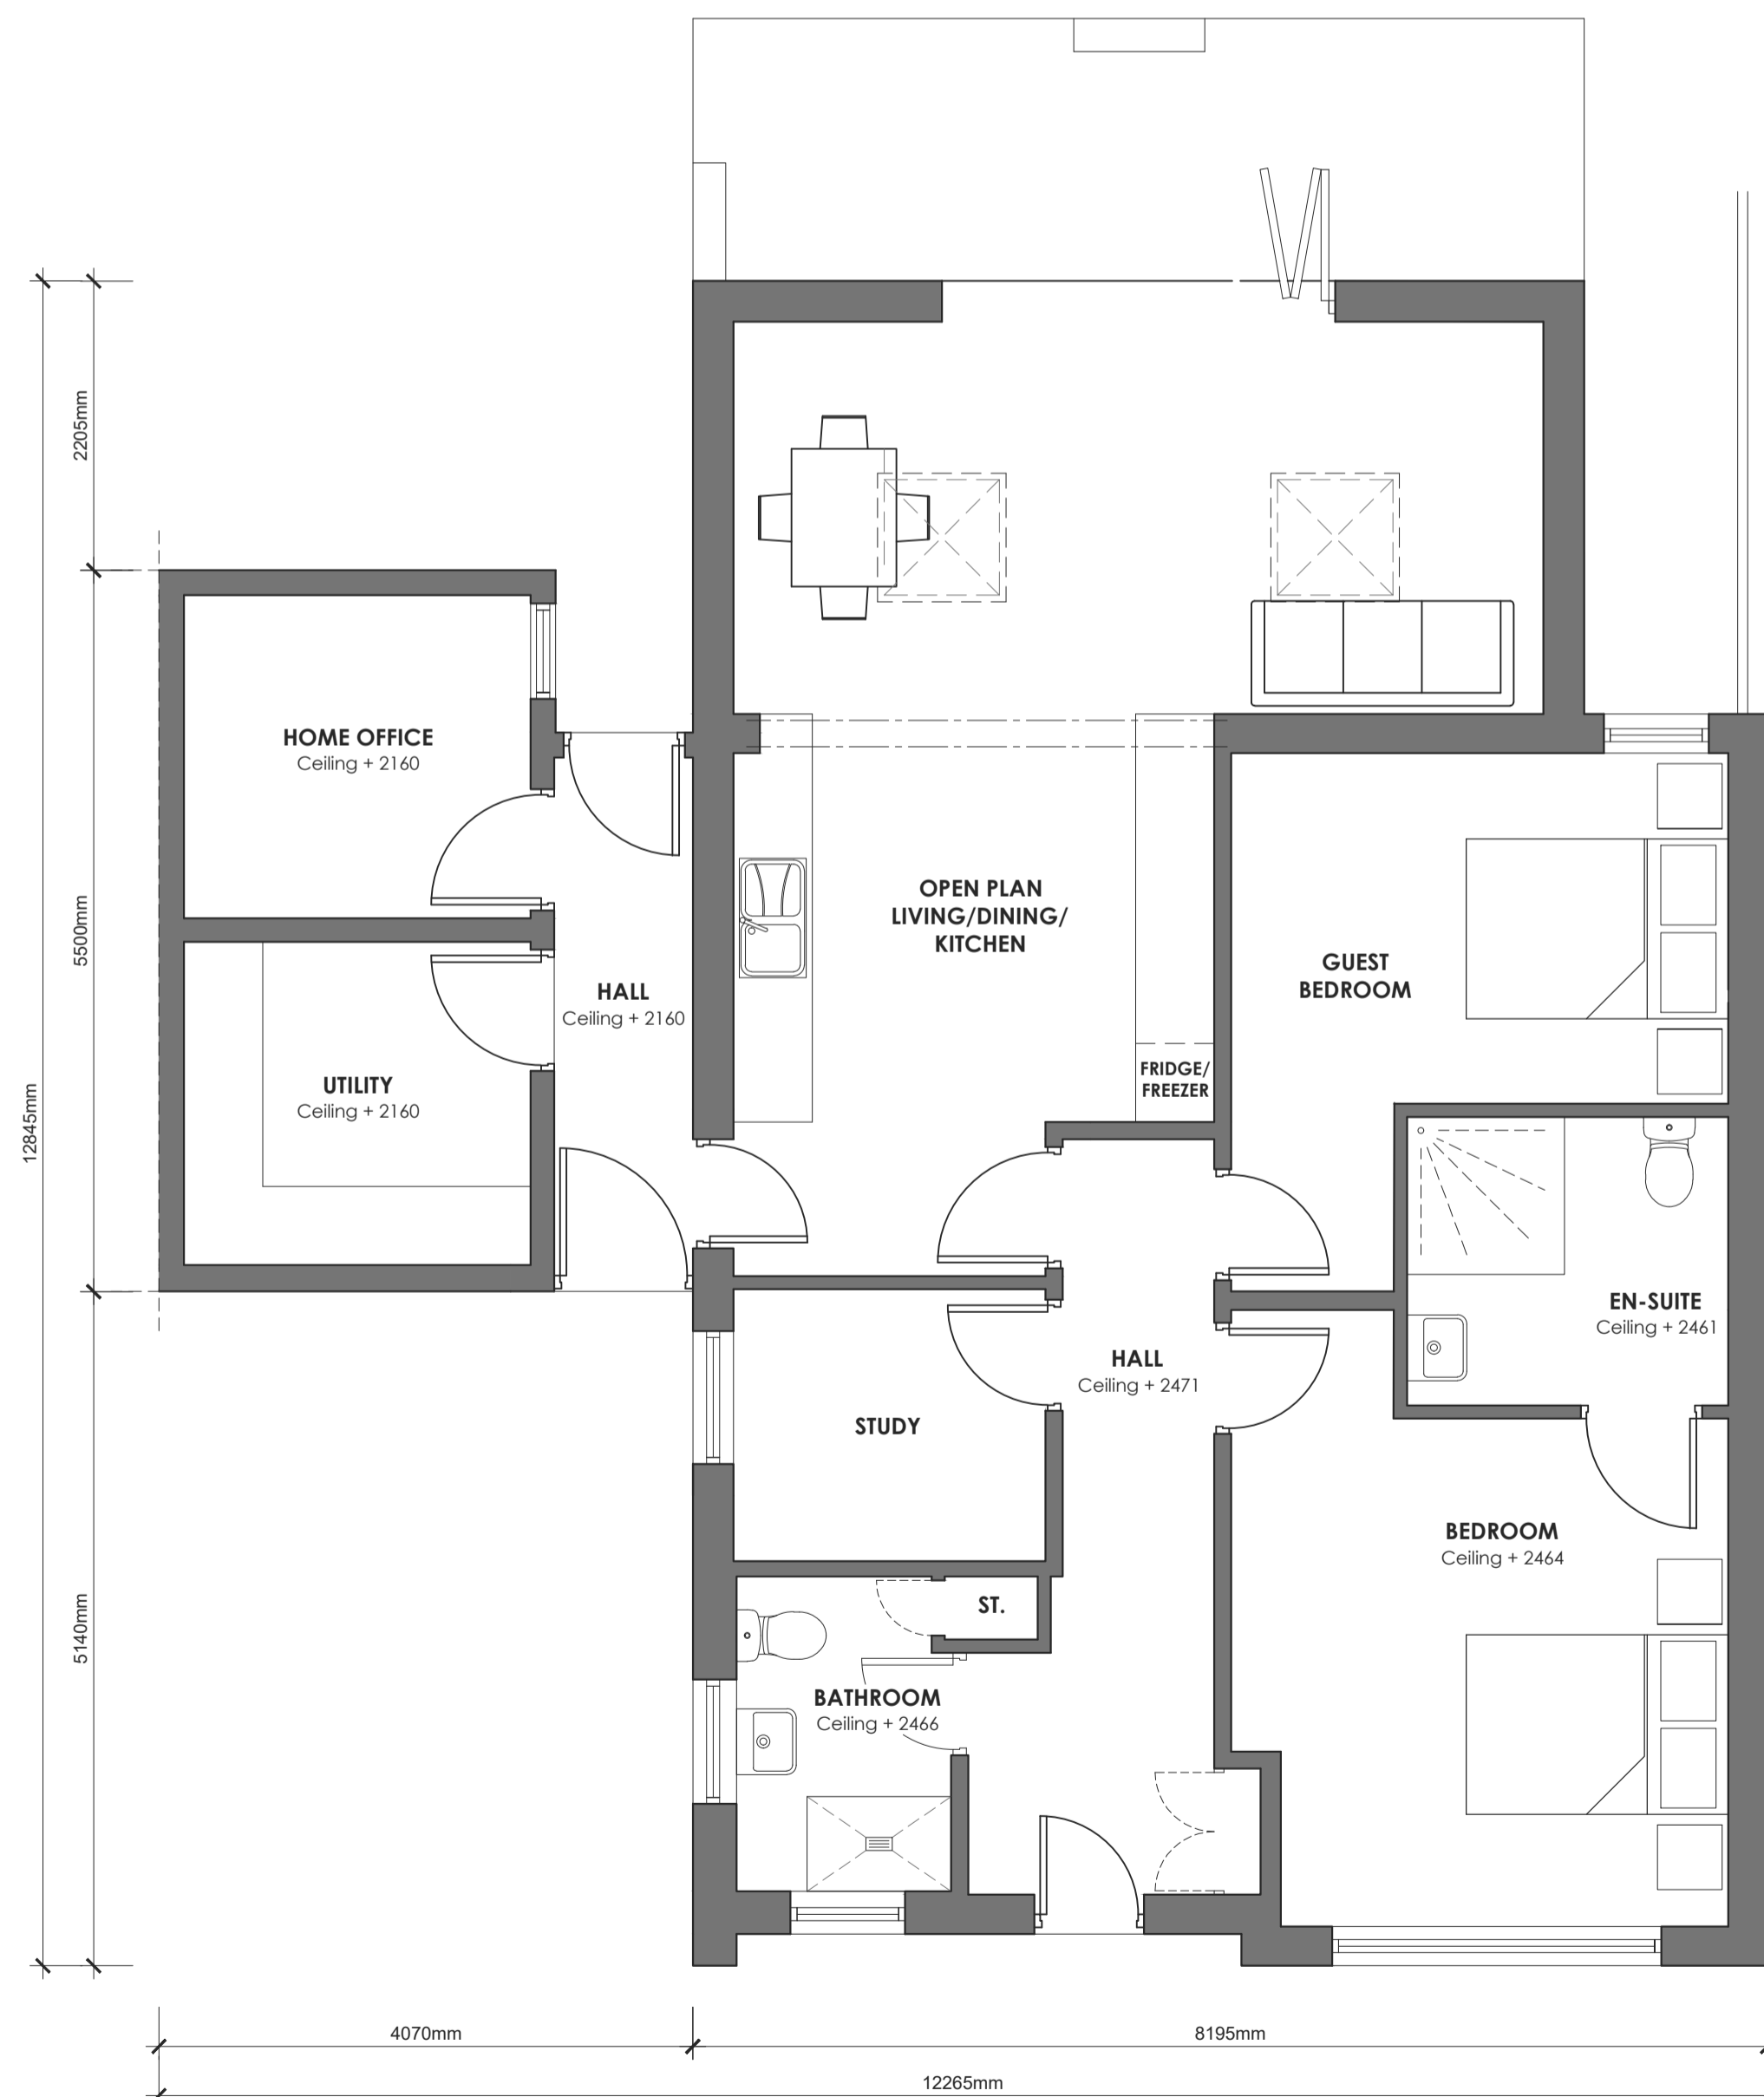 2205mm
5500mm
12845mm
5140mm
HOME OFFICE
Ceiling + 2160
HALL
Ceiling + 2160
UTILITY
Ceiling + 2160
OPEN PLAN
LIVING/DINING/
KITCHEN
FRIDGE/
FREEZER
GUEST
BEDROOM
EN-SUITE
Ceiling + 2461
HALL
Ceiling + 2471
STUDY
BEDROOM
Ceiling + 2464
ST.
BATHROOM
Ceiling + 2466
4070mm
8195mm
12265mm